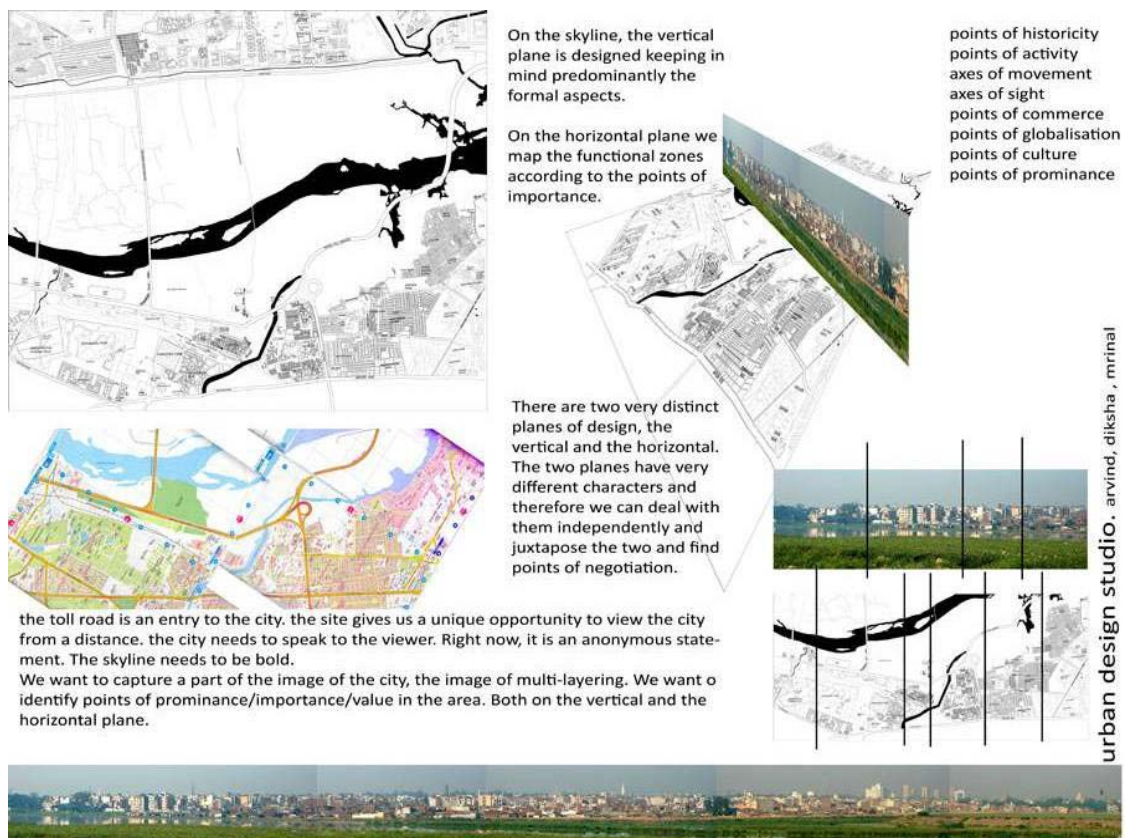 On the skyline, the vertical
plane is designed keeping in
mind predominantly the
formal aspects.
On the horizontal plane we
map the functional zones
according to the points of
importance.
points of historicity
points of activity
axes of movement
axes of sight
points of commerce
points of globalisation
points of culture
points of prominance
There are two very distinct
planes of design, the
vertical and the horizontal.
The two planes have very
different characters and
therefore we can deal with
them independently and
juxtapose the two and find
points of negotiation.
the toll road is an entry to the city. the site gives us a unique opportunity to view the city
from a distance. the city needs to speak to the viewer. Right now, it is an anonymous state-
ment. The skyline needs to be bold.
We want to capture a part of the image of the city, the image of multi-layering. We want o
identify points of prominance/importance/value in the area. Both on the vertical and the
horizontal plane.
urban design studio. arvind, diksha , mrinal